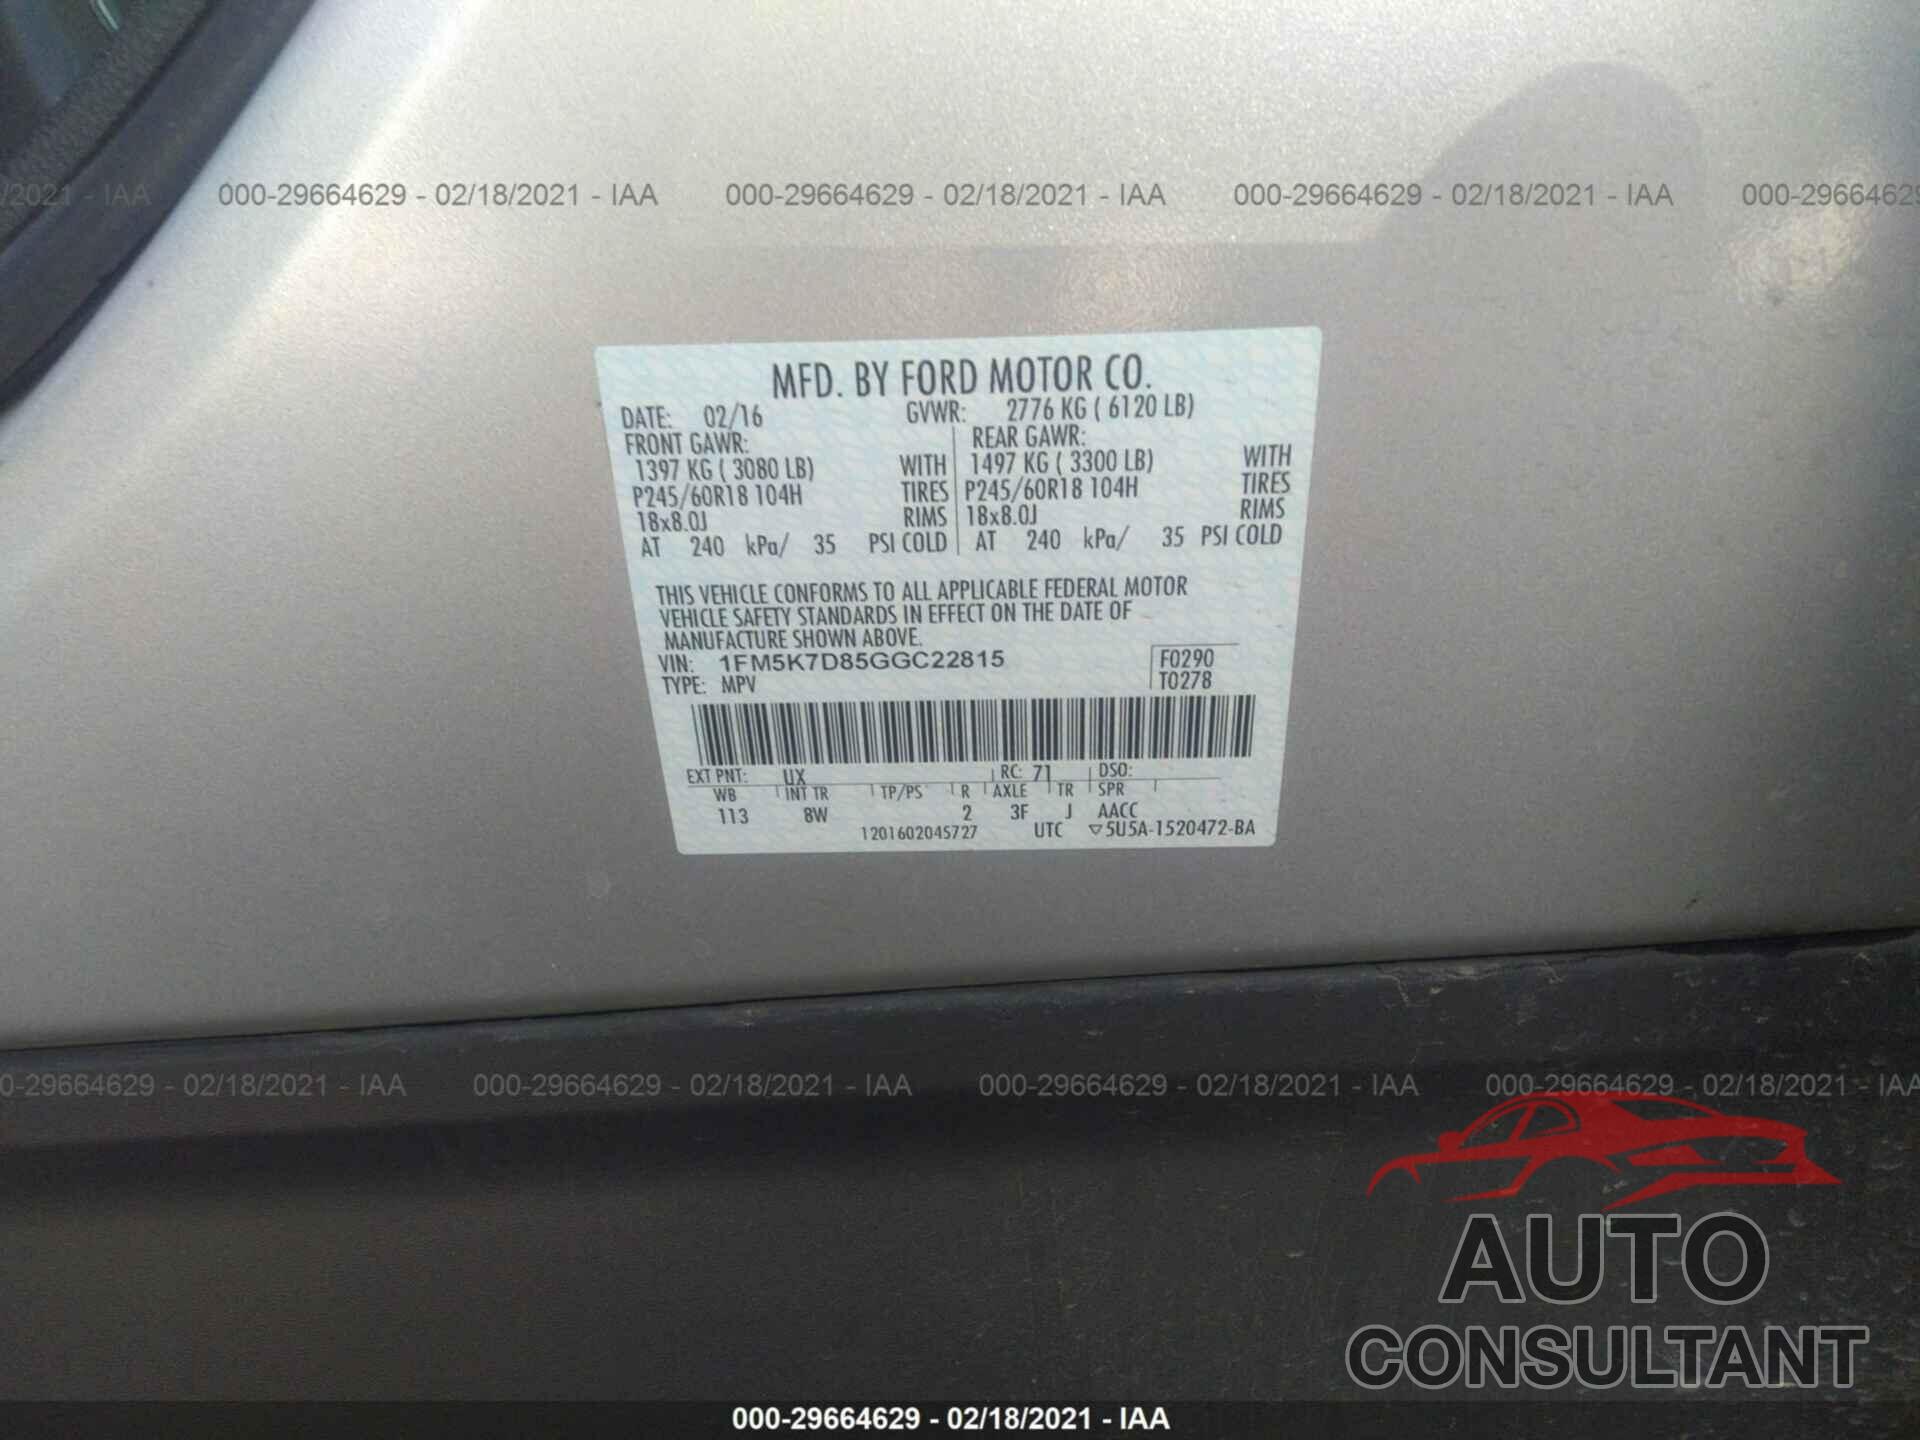 /2021 - IAA 000-29664629 - 02/18/2021 - IAA 000-29664629 - 02/18/2021 - IAA 000-29664629 - 02/18/2021 - IAA 000-29664629
MFD. BY FORD MOTOR CO.
DATE: 02/16 GVWR: 2776 KG ( 6120 LB)
FRONT GAWR: REAR GAWR:
1397 KG ( 3080 LB) WITH 1497 KG ( 3300 LB) WITH
P245/60R18 104H TIRES P245/60R18 104H TIRES
18x8.0J RIMS 18x8.0J RIMS
AT 240 kPa/ 35 PSI COLD AT 240 kPa/ 35 PSI COLD
THIS VEHICLE CONFORMS TO ALL APPLICABLE FEDERAL MOTOR
VEHICLE SAFETY STANDARDS IN EFFECT ON THE DATE OF
MANUFACTURE SHOWN ABOVE.
VIN: 1FM5K7D85GGC22815 F0290
TYPE: MPV T0278
EXT PNT: UX RC: 71 DSO:
WB INT TR TP/PS R AXLE TR SPR
113 8W 2 3F J AACC
1201602045727 UTC ▽5U5A-1520472-BA
0-29664629 - 02/18/2021 - IAA 000-29664629 - 02/18/2021 - IAA 000-29664629 - 02/18/2021 - IAA 000-29664629 - 02/18/2021 - IAA
AUTO
CONSULTANT
000-29664629 - 02/18/2021 - IAA